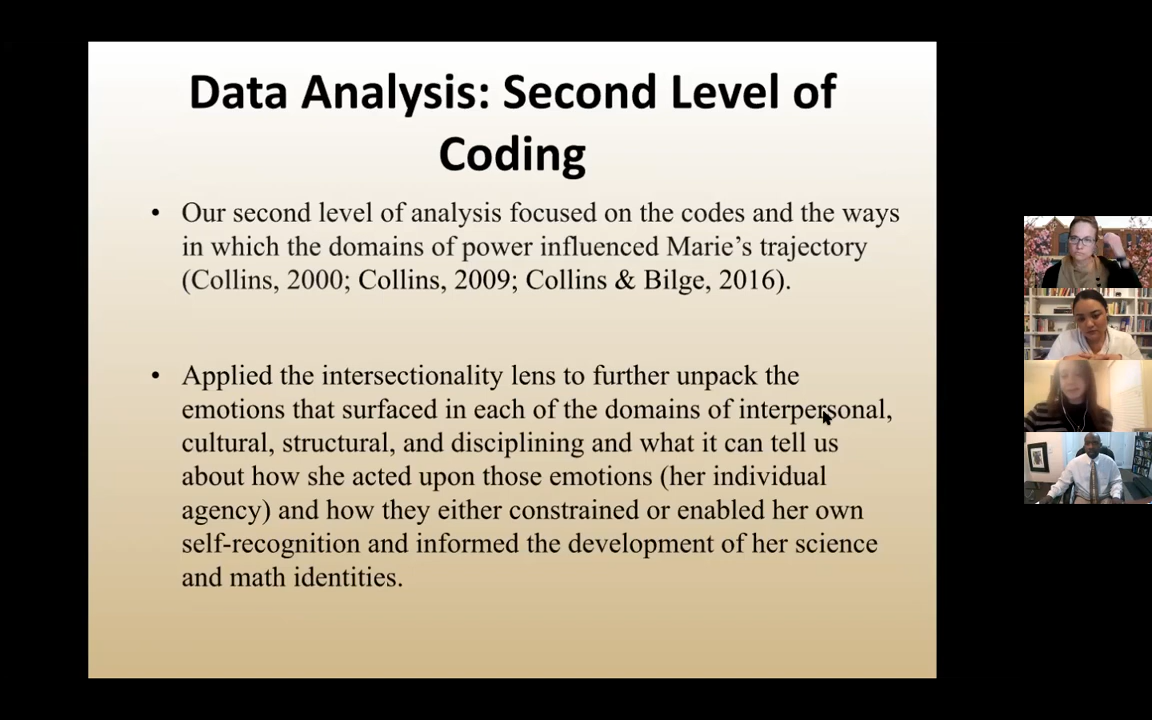 Data Analysis: Second Level of
Coding
• Our second level of analysis focused on the codes and the ways
in which the domains of power influenced Marie’s trajectory
(Collins, 2000; Collins, 2009; Collins & Bilge, 2016).
• Applied the intersectionality lens to further unpack the
emotions that surfaced in each of the domains of interpersonal,
cultural, structural, and disciplining and what it can tell us
about how she acted upon those emotions (her individual
agency) and how they either constrained or enabled her own
self-recognition and informed the development of her science
and math identities.